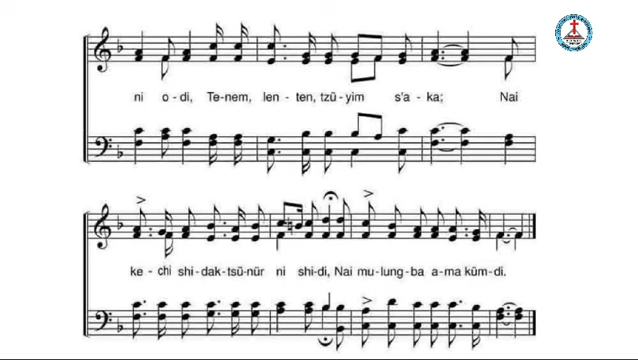 ni o-di, Te-nem, len-ten, tzü-yim s'a-ka; Nai
ke-chi shi-dak-tsü-nür ni shi-di, Nai mu-lung-ba a-ma küm-di.